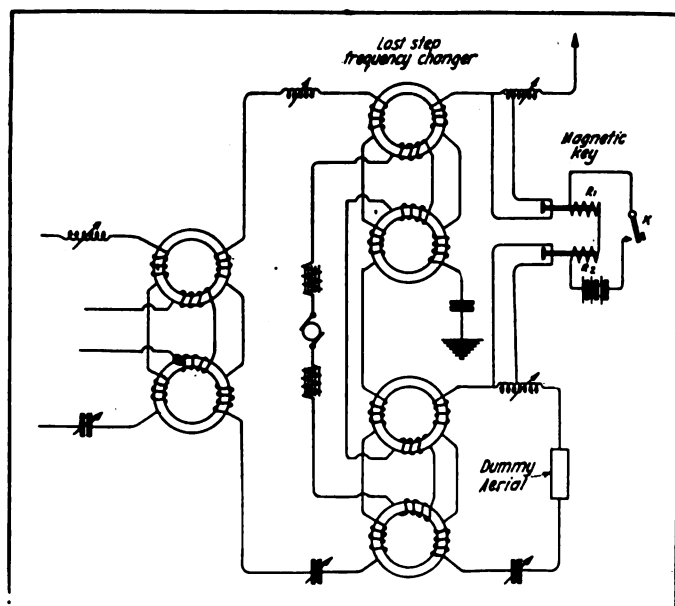 Last step
frequency changer
Magnetic
key
R1
K
R2
Dummy
Aerial